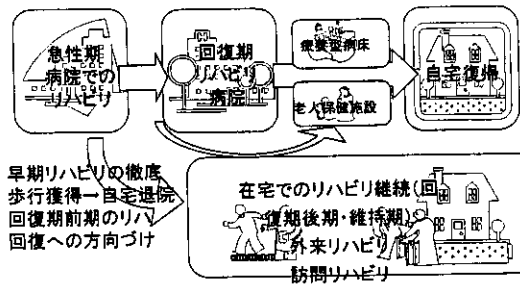 急性期
病院での
リハビリ
回復期
リハビリ
病院
療養型病床
老人保健施設
自宅復帰
早期リハビリの徹底
歩行獲得→自宅退院
回復期前期のリハ
回復への方向づけ
在宅でのリハビリ継続(回
復期後期・維持期)
外来リハビリ
訪問リハビリ